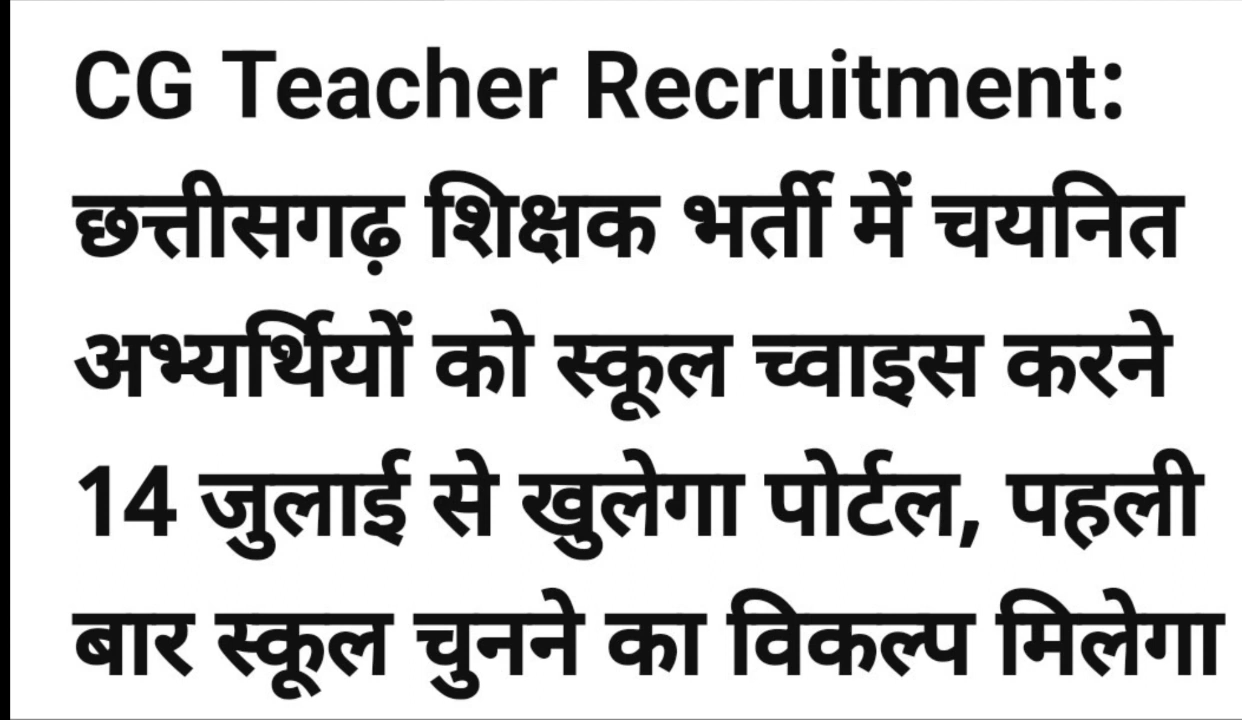 CG Teacher Recruitment:
छत्तीसगढ़ शिक्षक भर्ती में चयनित
अभ्यर्थियों को स्कूल च्वाइस करने
14 जुलाई से खुलेगा पोर्टल, पहली
बार स्कूल चुनने का विकल्प मिलेगा